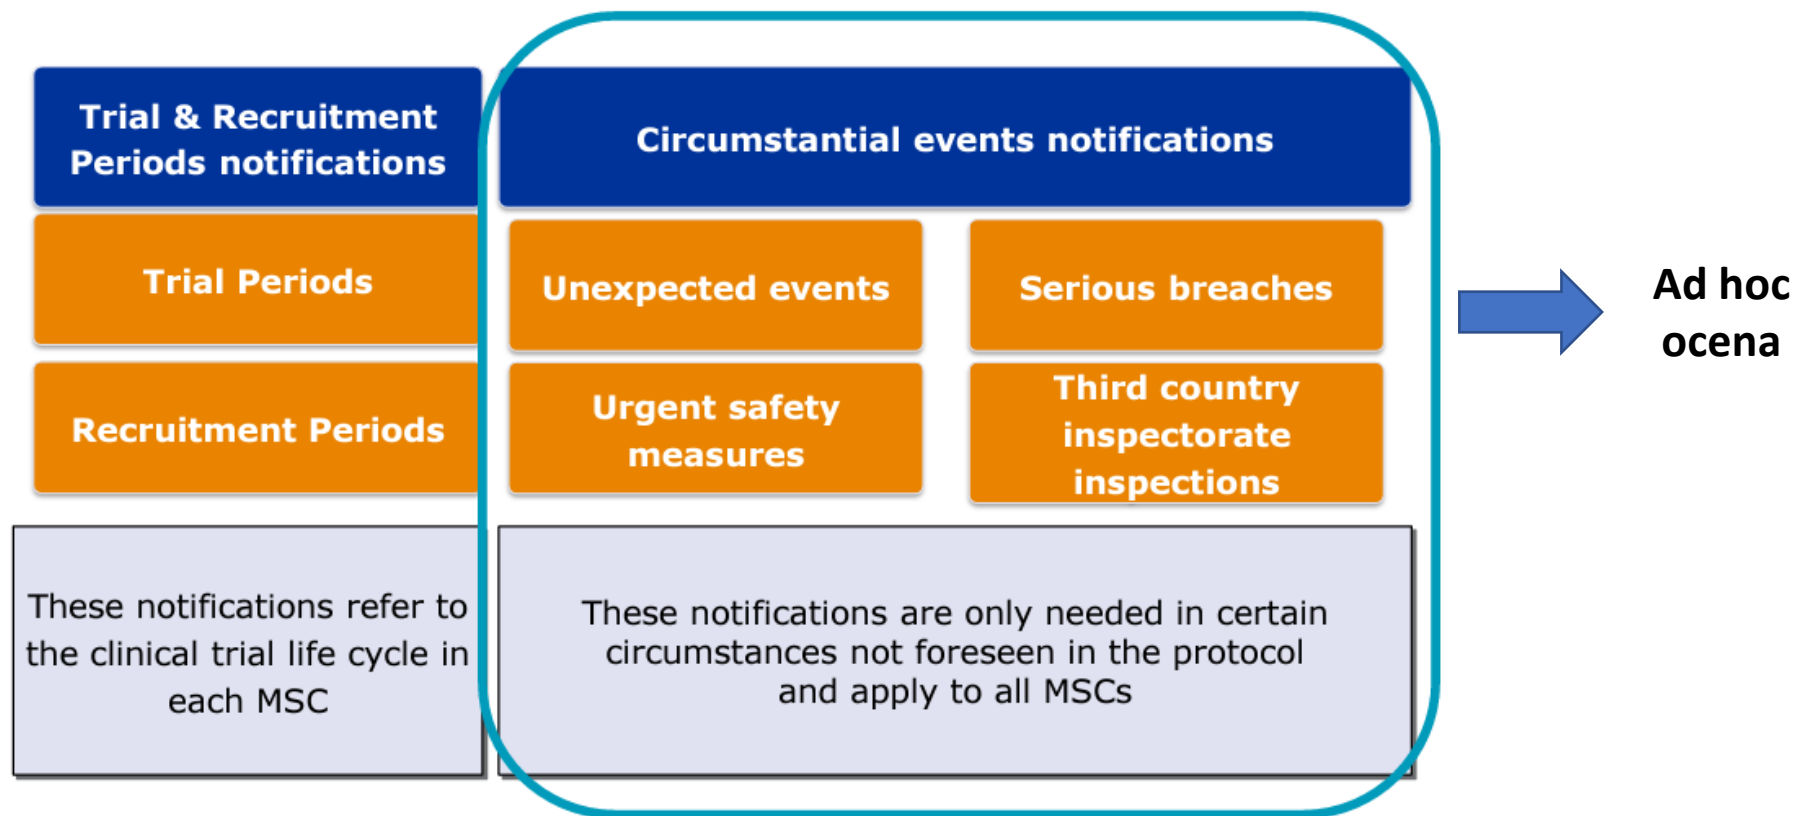 Trial & Recruitment
Periods notifications
Circumstantial events notifications
Trial Periods
Unexpected events
Serious breaches
Recruitment Periods
Urgent safety
measures
Third country
inspectorate
inspections
These notifications refer to
the clinical trial life cycle in
each MSC
These notifications are only needed in certain
circumstances not foreseen in the protocol
and apply to all MSCs
Ad hoc
ocena